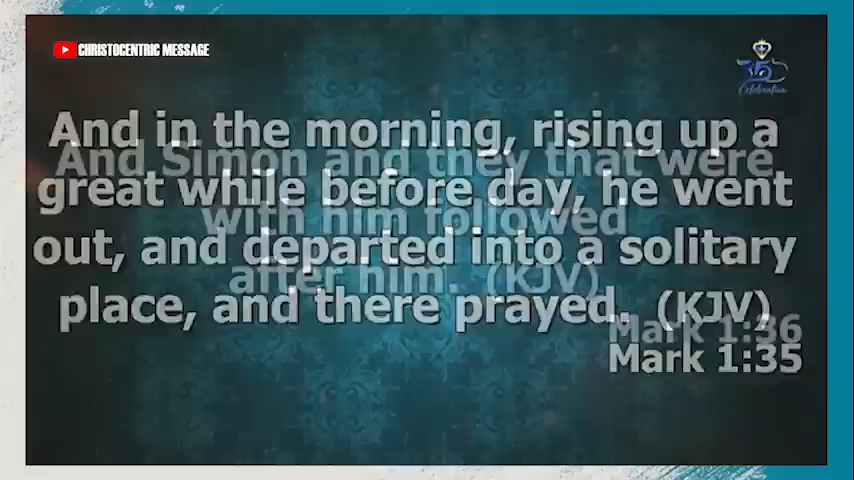 CHRISTOCENTRIC MESSAGE
35
Celebration
And in the morning, rising up a
great while before day, he went
out, and departed into a solitary
place, and there prayed. (KJV)
Mark 1:35
And Simon and they that were
with him followed
after him. (KJV)
Mark 1:36